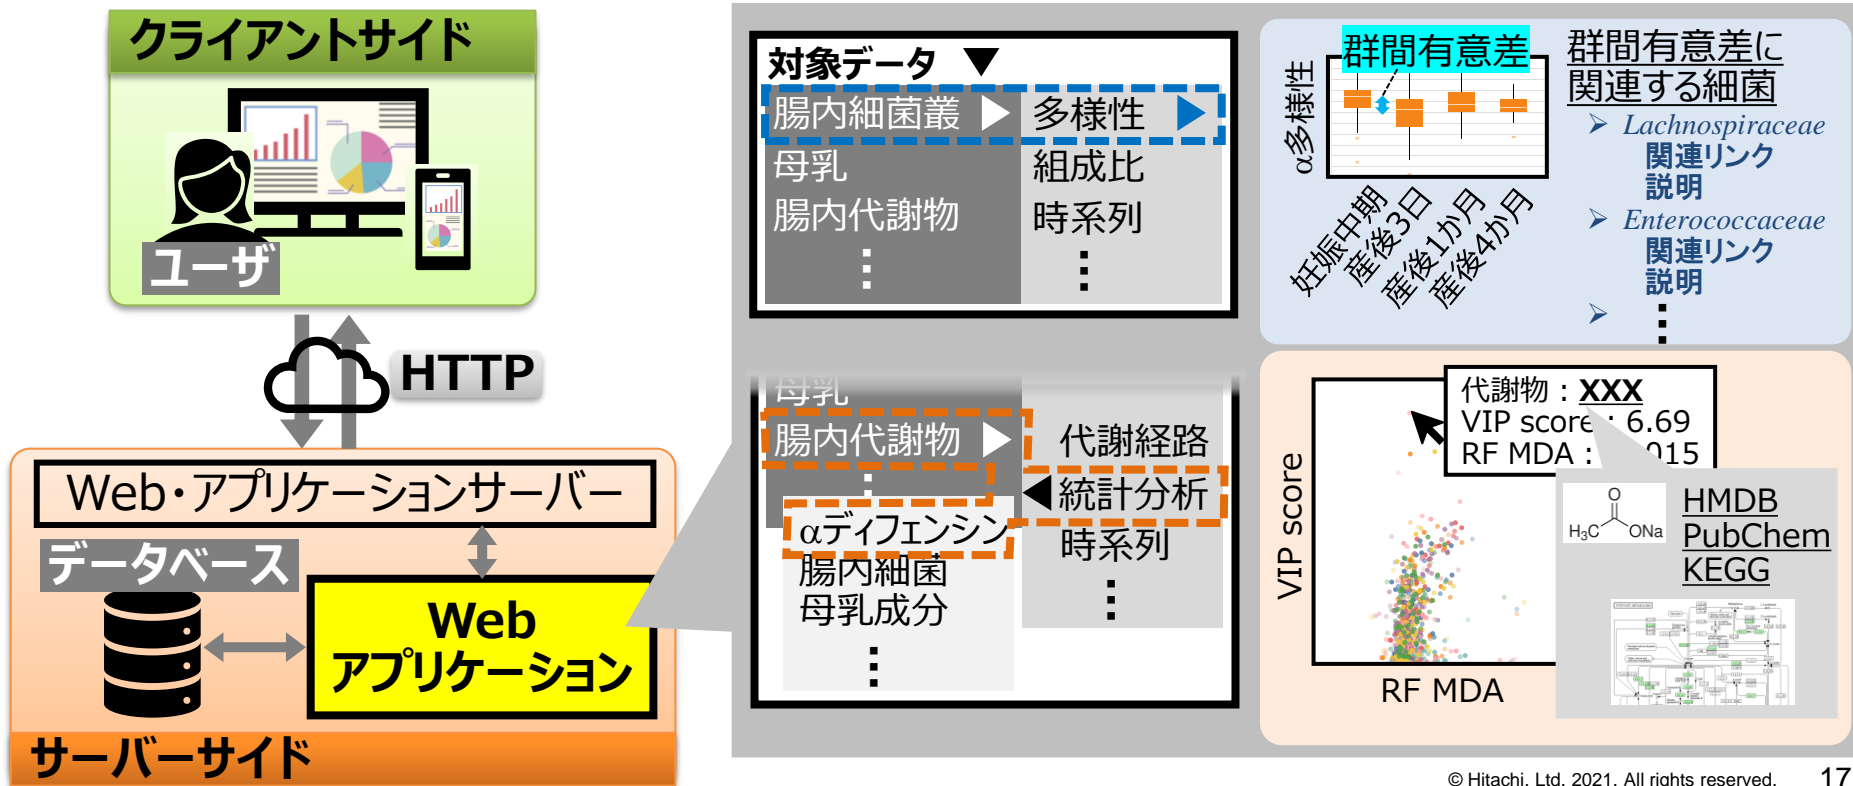 クライアントサイド
ユーザ
HTTP
Web・アプリケーションサーバー
データベース
Web
アプリケーション
サーバーサイド
対象データ ▼
腸内細菌叢 ▶ 多様性 ▶
母乳 組成比
腸内代謝物 時系列
母乳
腸内代謝物 ▶ 代謝経路
◀統計分析
αディフェンシン
時系列
腸内細菌
母乳成分
群間有意差
α多様性
妊娠中期
産後3日
産後1か月
産後4か月
群間有意差に
関連する細菌
➢ Lachnospiraceae
関連リンク
説明
➢ Enterococcaceae
関連リンク
説明
➢
代謝物：XXX
VIP score : 6.69
RF MDA : 015
VIP score
RF MDA
O
H3C ONa
HMDB
PubChem
KEGG
© Hitachi, Ltd. 2021. All rights reserved. 17